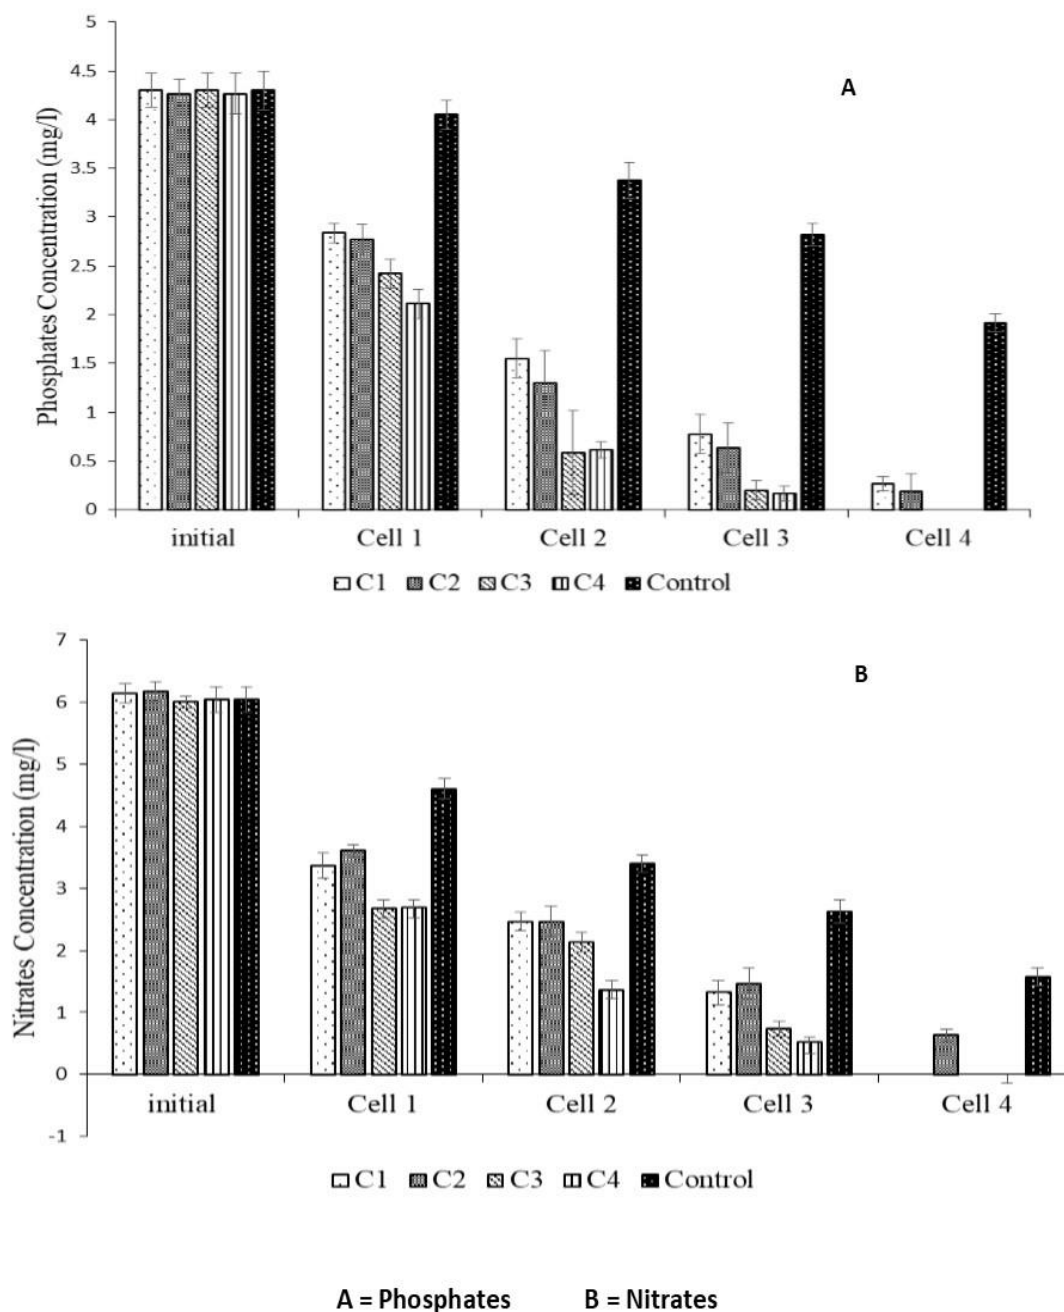 5
4.5
4
3.5
3
2.5
2
1.5
1
0.5
0
Phosphates Concentration (mg/l)
A
initial Cell 1 Cell 2 Cell 3 Cell 4
C1 C2 C3 C4 Control
7
6
5
4
3
2
1
0
-1
Nitrates Concentration (mg/l)
B
initial Cell 1 Cell 2 Cell 3 Cell 4
C1 C2 C3 C4 Control
A = Phosphates B = Nitrates